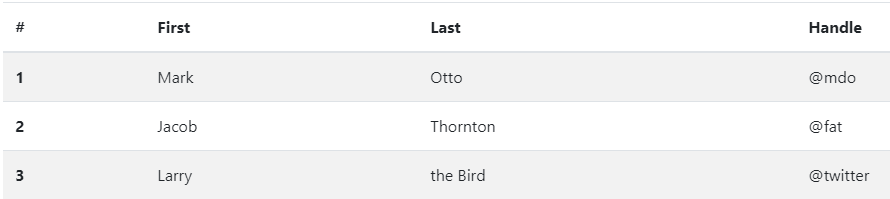 # First Last Handle
1 Mark Otto @mdo
2 Jacob Thornton @fat
3 Larry the Bird @twitter